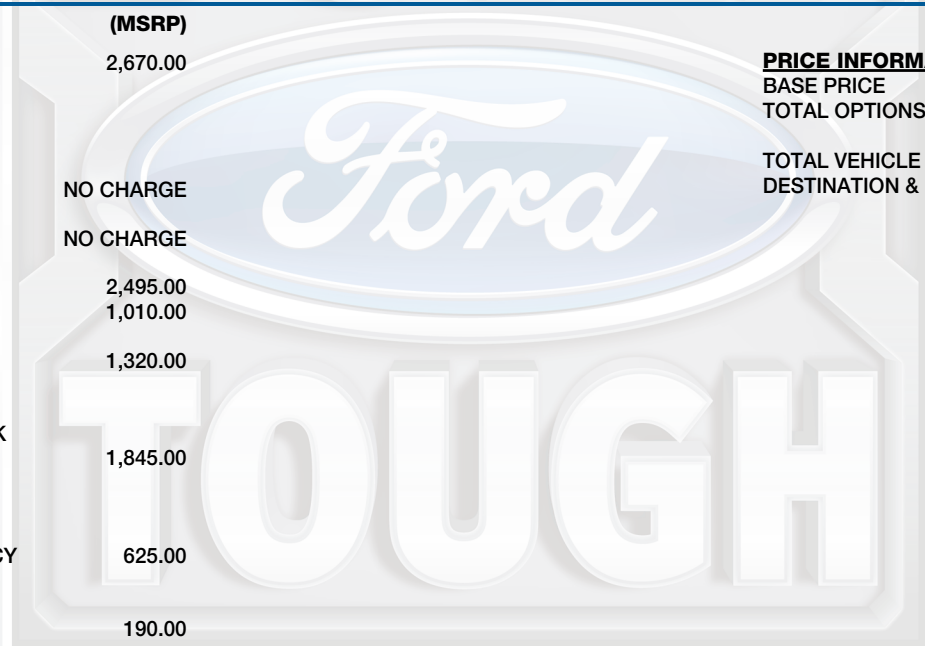 (MSRP)
2,670.00
NO CHARGE
NO CHARGE
2,495.00
1,010.00
1,320.00
K
1,845.00
CY
625.00
190.00
PRICE INFORMA
BASE PRICE
TOTAL OPTIONS
TOTAL VEHICLE
DESTINATION &
Ford
TOUGH